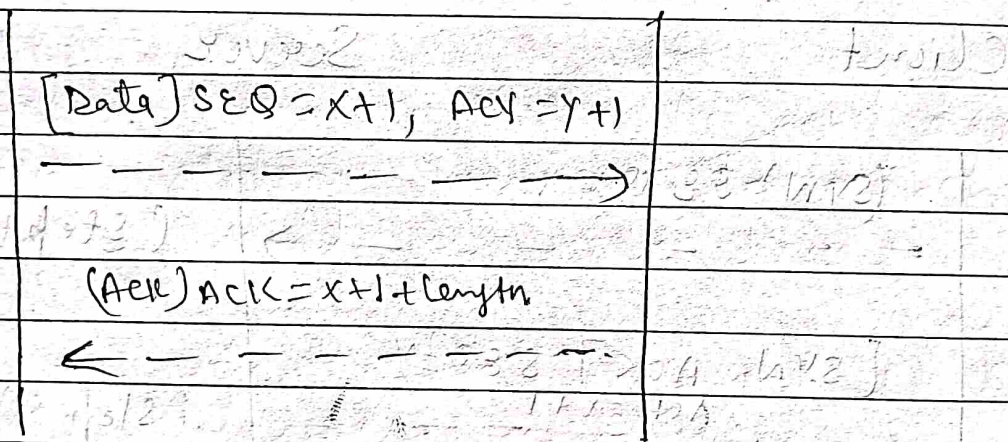 [Data] SEQ = X+1, ACK = Y+1
(Ack) ACK = X+1+length